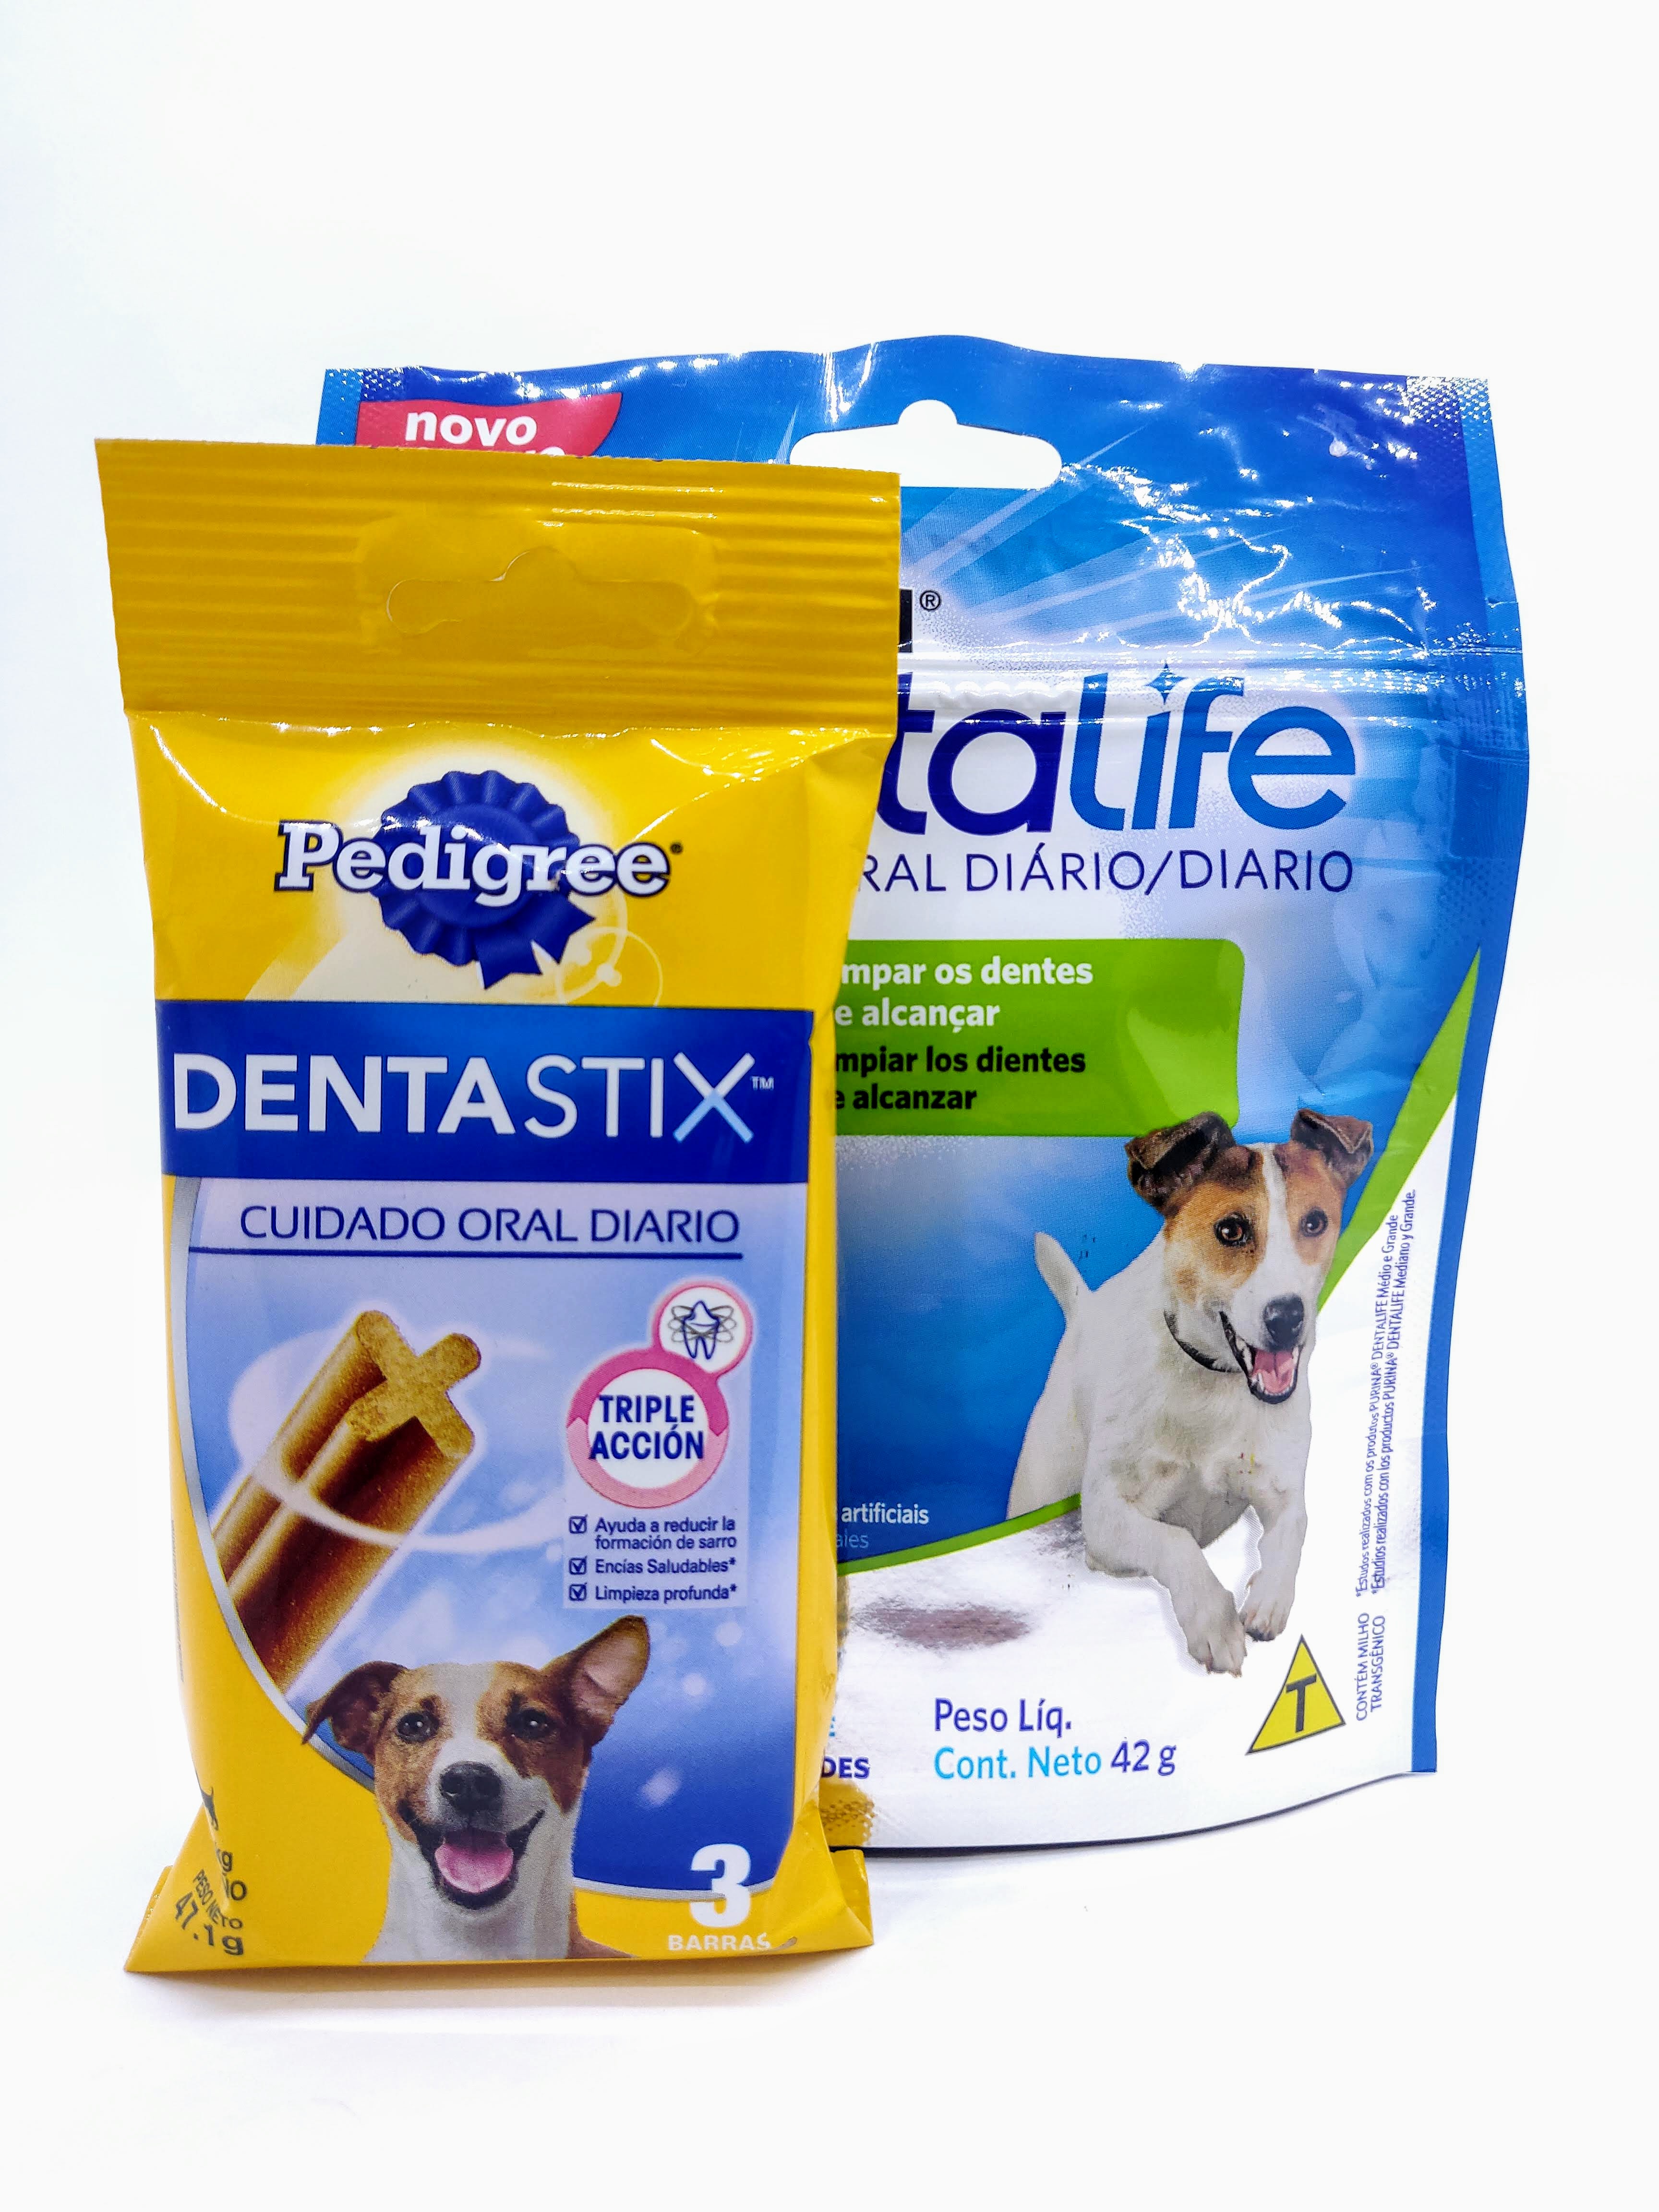 Pedigree®
DENTASTIX™
CUIDADO ORAL DIARIO
TRIPLE
ACCIÓN
Ayuda a reducir la
formación de sarro
Encías Saludables*
Limpieza profunda*
PESO NETO
47.1g
3
BARRAS
novo
®
talife
RAL DIÁRIO/DIARIO
mpar os dentes
e alcançar
mpiar los dientes
e alcanzar
artificiais
ales
DES
Peso Líq.
Cont. Neto 42 g
T
CONTÉM MILHO
TRANSGÊNICO
*Estudos realizados com os produtos PURINA® DENTALIFE Médio e Grande
*Estudios realizados con los productos PURINA® DENTALIFE Mediano y Grande.